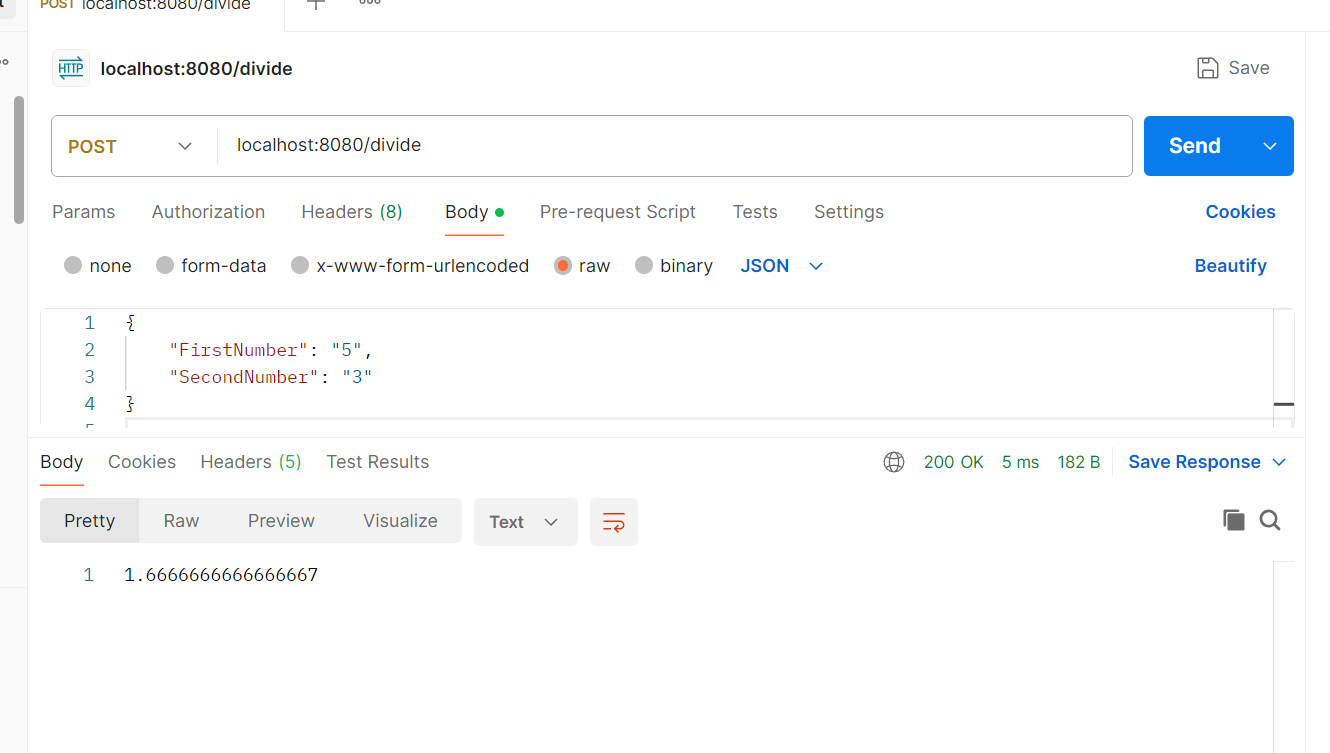 POST localhost:8080/divide
HTTP localhost:8080/divide Save
POST localhost:8080/divide Send
Params Authorization Headers (8) Body Pre-request Script Tests Settings Cookies
none form-data x-www-form-urlencoded raw binary JSON Beautify
1 {
2 "FirstNumber": "5",
3 "SecondNumber": "3"
4 }
5
Body Cookies Headers (5) Test Results 200 OK 5 ms 182 B Save Response
Pretty Raw Preview Visualize Text
1 1.6666666666666667